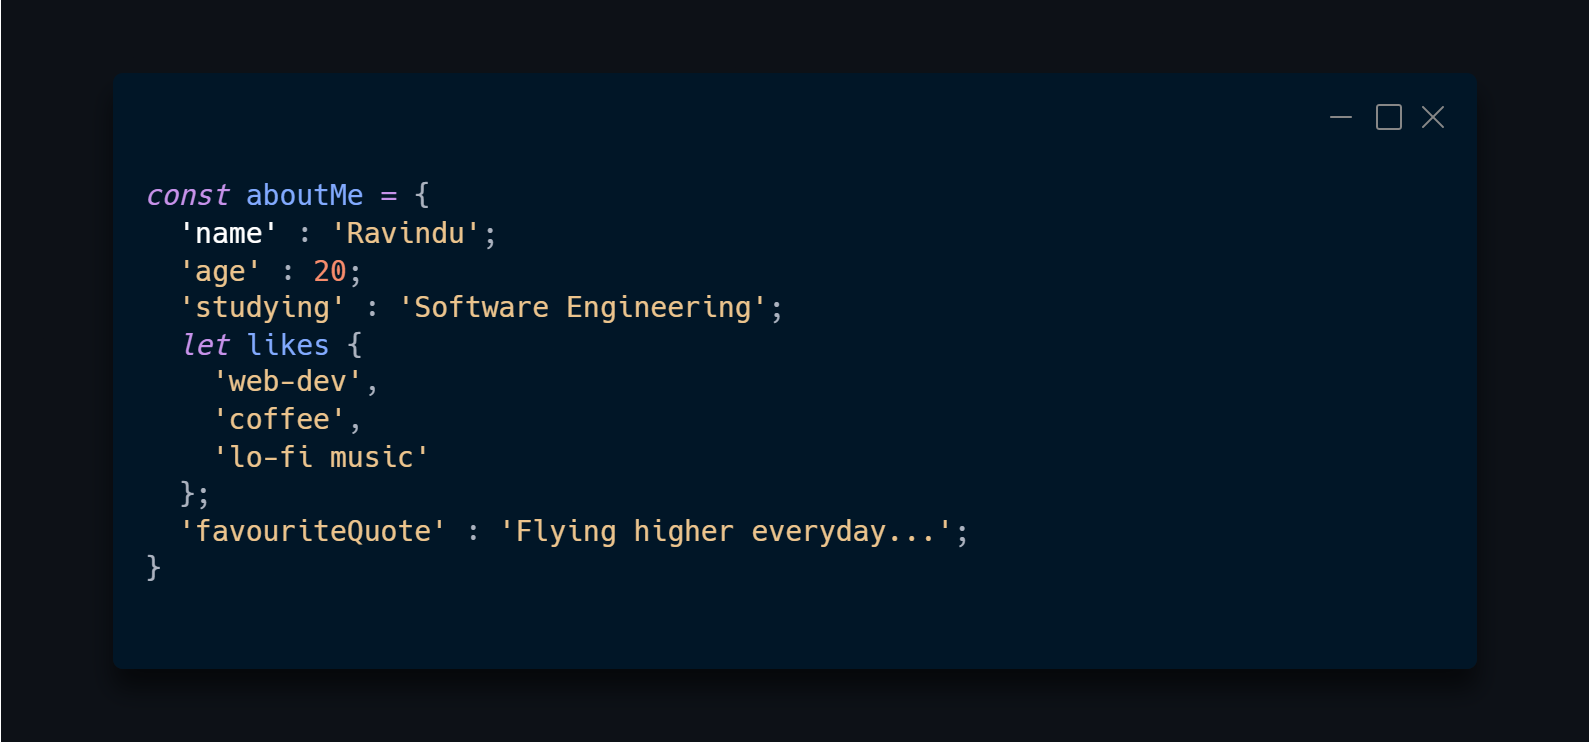 const aboutMe = {
  'name' : 'Ravindu';
  'age' : 20;
  'studying' : 'Software Engineering';
  let likes {
    'web-dev',
    'coffee',
    'lo-fi music'
  };
  'favouriteQuote' : 'Flying higher everyday...';
}